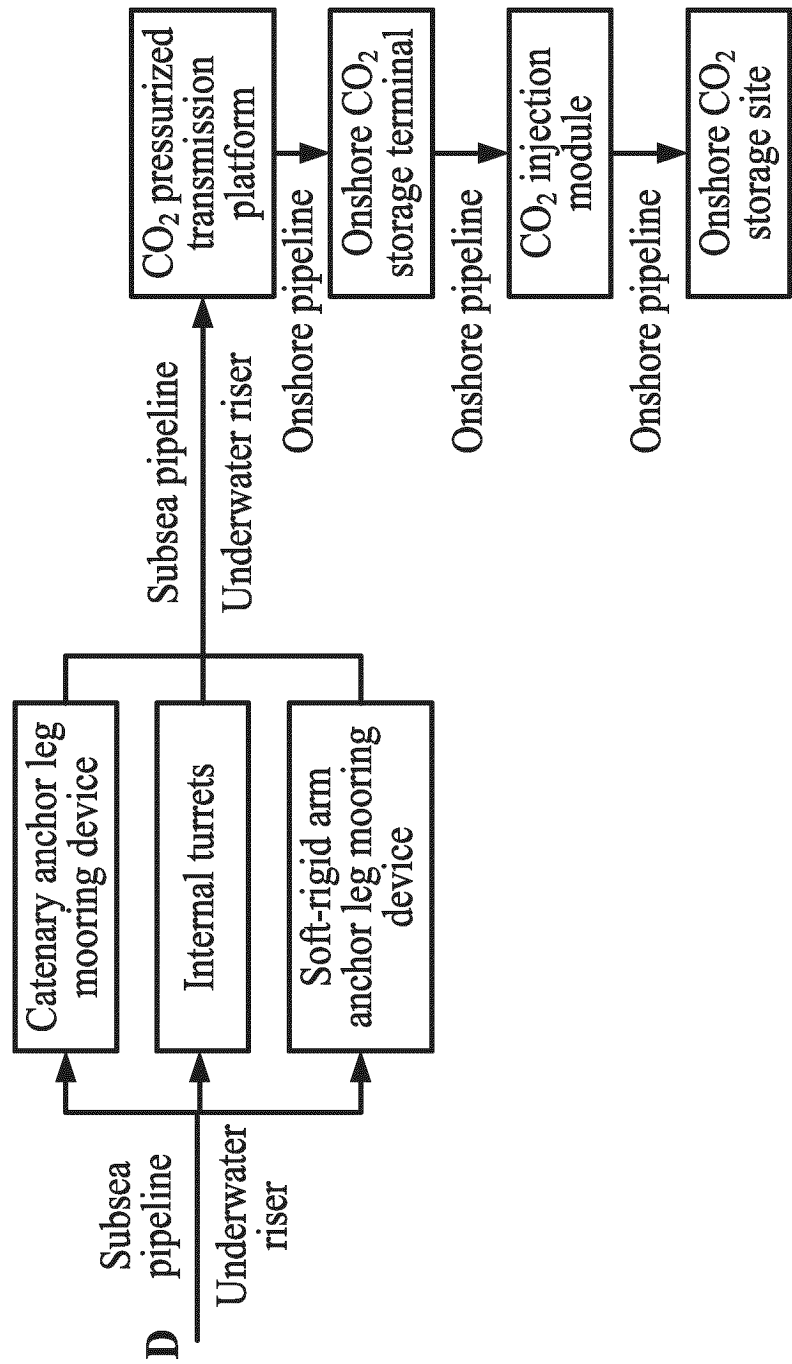 D
Subsea
pipeline
Underwater
riser
Catenary anchor leg
mooring device
Internal turrets
Soft-rigid arm
anchor leg mooring
device
Subsea pipeline
Underwater riser
CO₂ pressurized
transmission
platform
Onshore pipeline
Onshore CO₂
storage terminal
Onshore pipeline
CO₂ injection
module
Onshore pipeline
Onshore CO₂
storage site